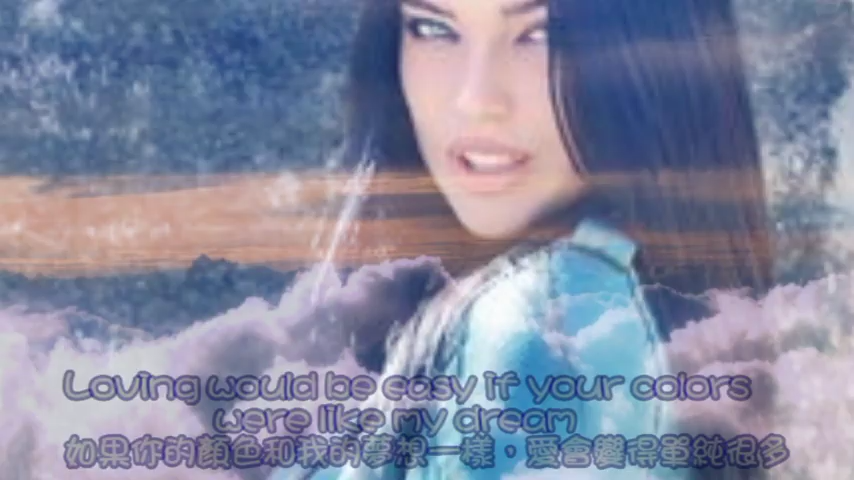 Loving would be easy if your colors
were like my dream
如果你的顏色和我的夢想一樣，愛會變得單純很多